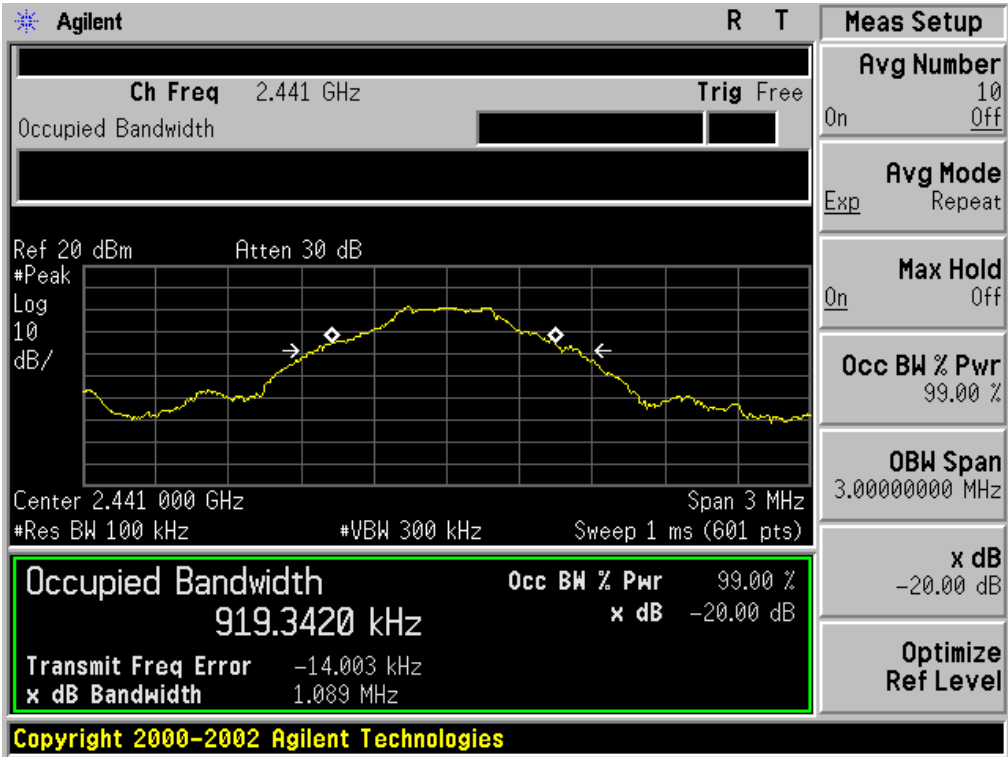 Agilent R T
Ch Freq 2.441 GHz Trig Free
Occupied Bandwidth
Ref 20 dBm Atten 30 dB
#Peak
Log
10
dB/
Center 2.441 000 GHz Span 3 MHz
#Res BW 100 kHz #VBW 300 kHz Sweep 1 ms (601 pts)
Occupied Bandwidth Occ BW % Pwr 99.00 %
919.3420 kHz x dB -20.00 dB
Transmit Freq Error -14.003 kHz
x dB Bandwidth 1.089 MHz
Copyright 2000-2002 Agilent Technologies
Meas Setup
Avg Number
10
On Off
Avg Mode
Exp Repeat
Max Hold
On Off
Occ BW % Pwr
99.00 %
OBW Span
3.00000000 MHz
x dB
-20.00 dB
Optimize
Ref Level